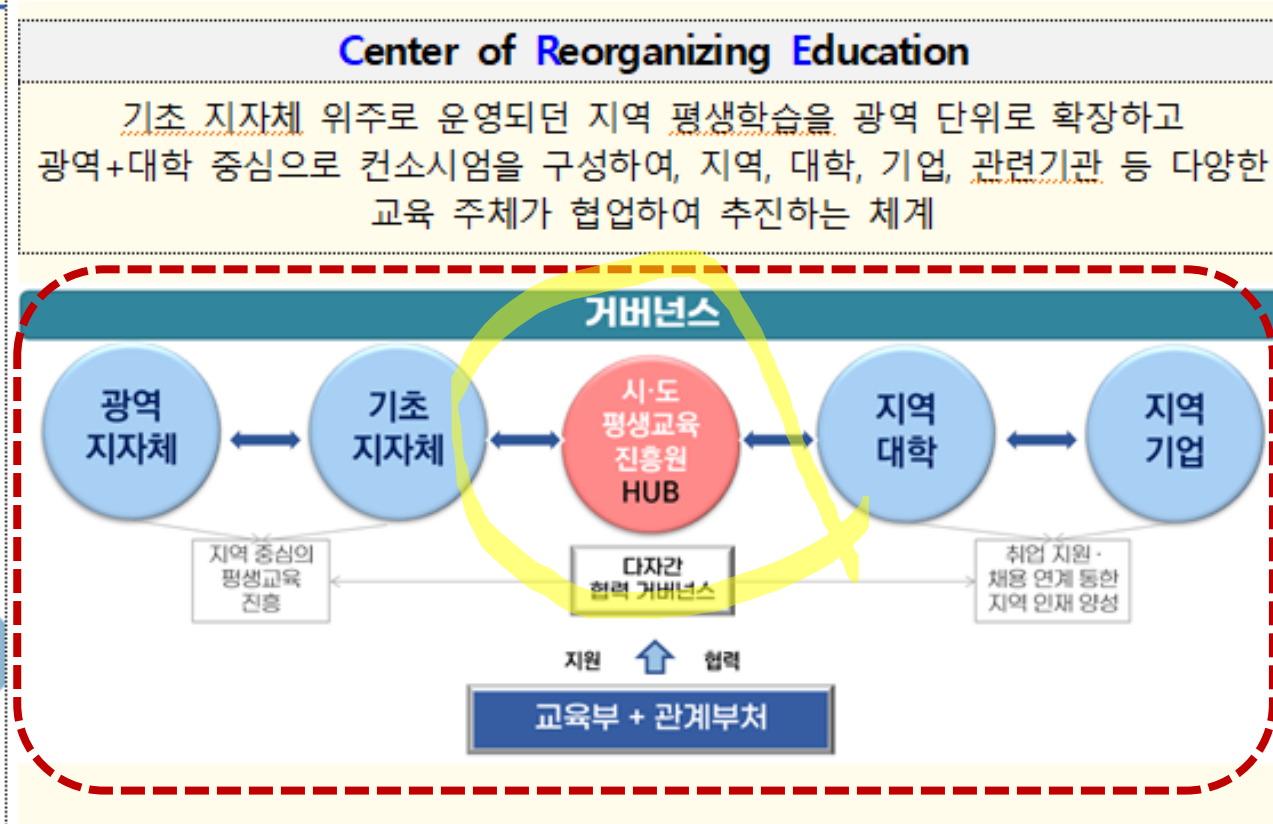 Center of Reorganizing Education
기초 지자체 위주로 운영되던 지역 평생학습을 광역 단위로 확장하고
광역+대학 중심으로 컨소시엄을 구성하여, 지역, 대학, 기업, 관련기관 등 다양한
교육 주체가 협업하여 추진하는 체계
거버넌스
광역
지자체
기초
지자체
시·도
평생교육
진흥원
HUB
지역
대학
지역
기업
지역 중심의
평생교육
진흥
다자간
협력 거버넌스
취업 지원·
채용 연계 통한
지역 인재 양성
지원 협력
교육부 + 관계부처